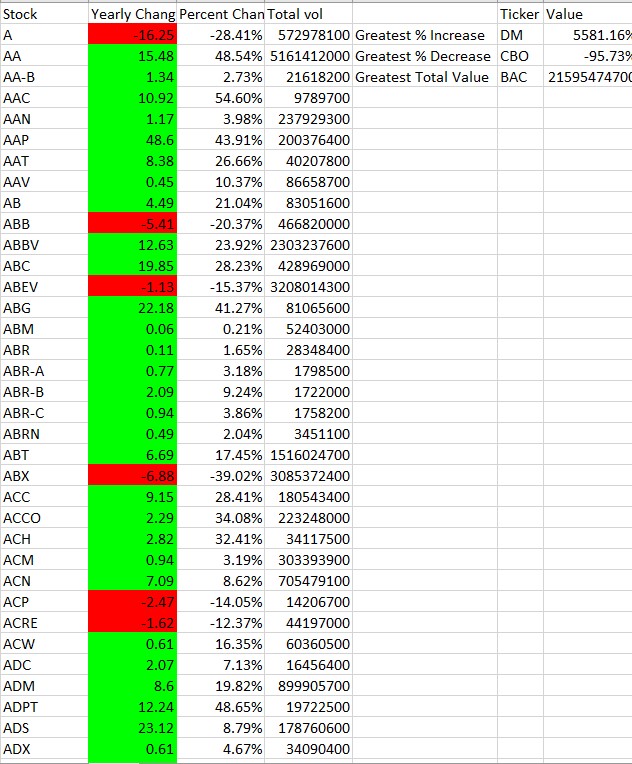 Stock Yearly Chang Percent Chan Total vol Ticker Value
A -16.25 -28.41% 572978100 Greatest % Increase DM 5581.16%
AA 15.48 48.54% 5161412000 Greatest % Decrease CBO -95.73%
AA-B 1.34 2.73% 21618200 Greatest Total Value BAC 21595474700
AAC 10.92 54.60% 9789700
AAN 1.17 3.98% 237929300
AAP 48.6 43.91% 200376400
AAT 8.38 26.66% 40207800
AAV 0.45 10.37% 86658700
AB 4.49 21.04% 83051600
ABB -5.41 -20.37% 466820000
ABBV 12.63 23.92% 2303237600
ABC 19.85 28.23% 428969000
ABEV -1.13 -15.37% 3208014300
ABG 22.18 41.27% 81065600
ABM 0.06 0.21% 52403000
ABR 0.11 1.65% 28348400
ABR-A 0.77 3.18% 1798500
ABR-B 2.09 9.24% 1722000
ABR-C 0.94 3.86% 1758200
ABRN 0.49 2.04% 3451100
ABT 6.69 17.45% 1516024700
ABX -6.88 -39.02% 3085372400
ACC 9.15 28.41% 180543400
ACCO 2.29 34.08% 223248000
ACH 2.82 32.41% 34117500
ACM 0.94 3.19% 303393900
ACN 7.09 8.62% 705479100
ACP -2.47 -14.05% 14206700
ACRE -1.62 -12.37% 44197000
ACW 0.61 16.35% 60360500
ADC 2.07 7.13% 16456400
ADM 8.6 19.82% 899905700
ADPT 12.24 48.65% 19722500
ADS 23.12 8.79% 178760600
ADX 0.61 4.67% 34090400